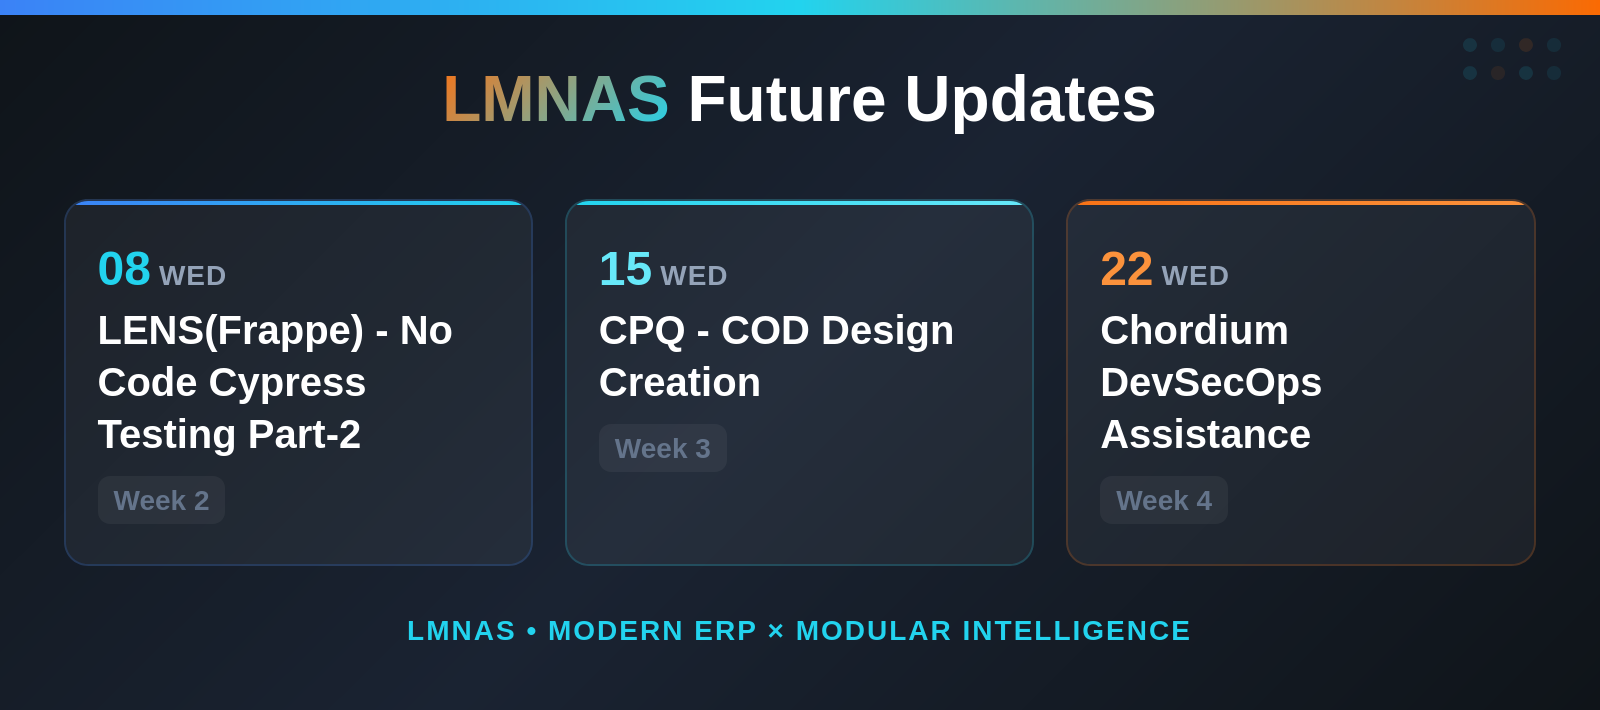 LMNAS Future Updates
08 WED
LENS(Frappe) - No
Code Cypress
Testing Part-2
Week 2
15 WED
CPQ - COD Design
Creation
Week 3
22 WED
Chordium
DevSecOps
Assistance
Week 4
LMNAS • MODERN ERP × MODULAR INTELLIGENCE